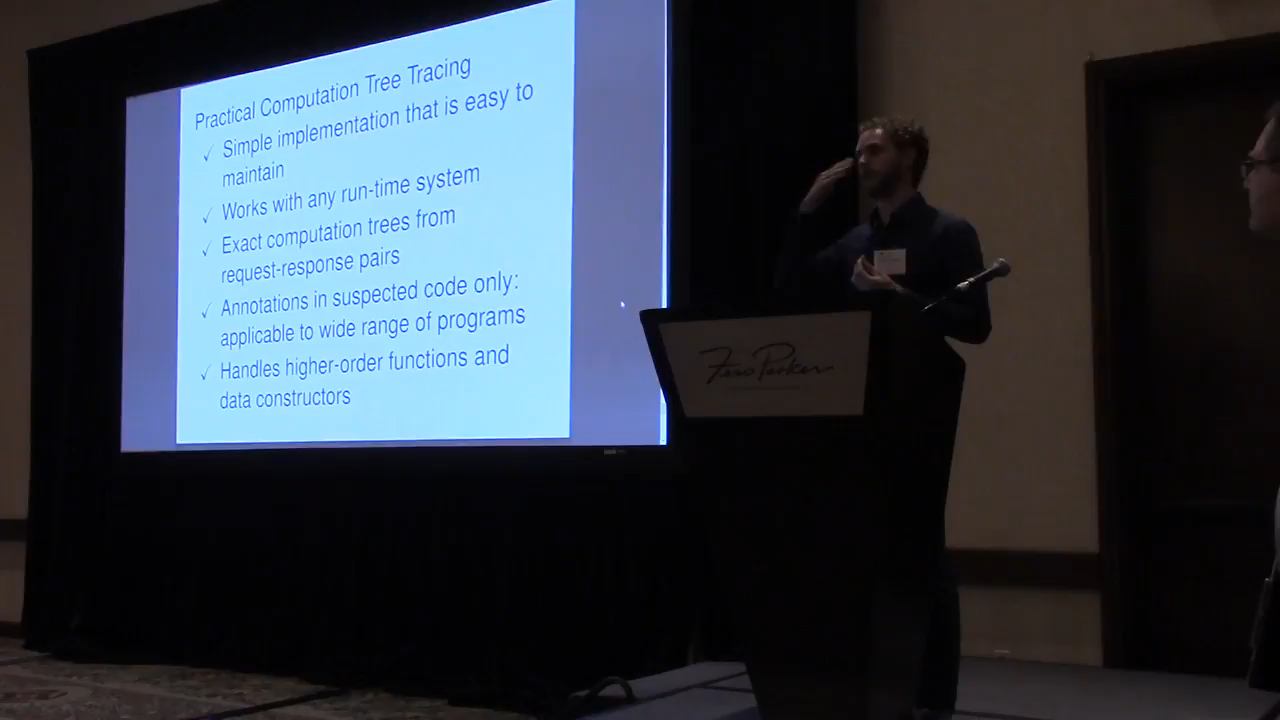 Practical Computation Tree Tracing
✓ Simple implementation that is easy to
maintain
✓ Works with any run-time system
✓ Exact computation trees from
request-response pairs
✓ Annotations in suspected code only:
applicable to wide range of programs
✓ Handles higher-order functions and
data constructors
Fess Parker